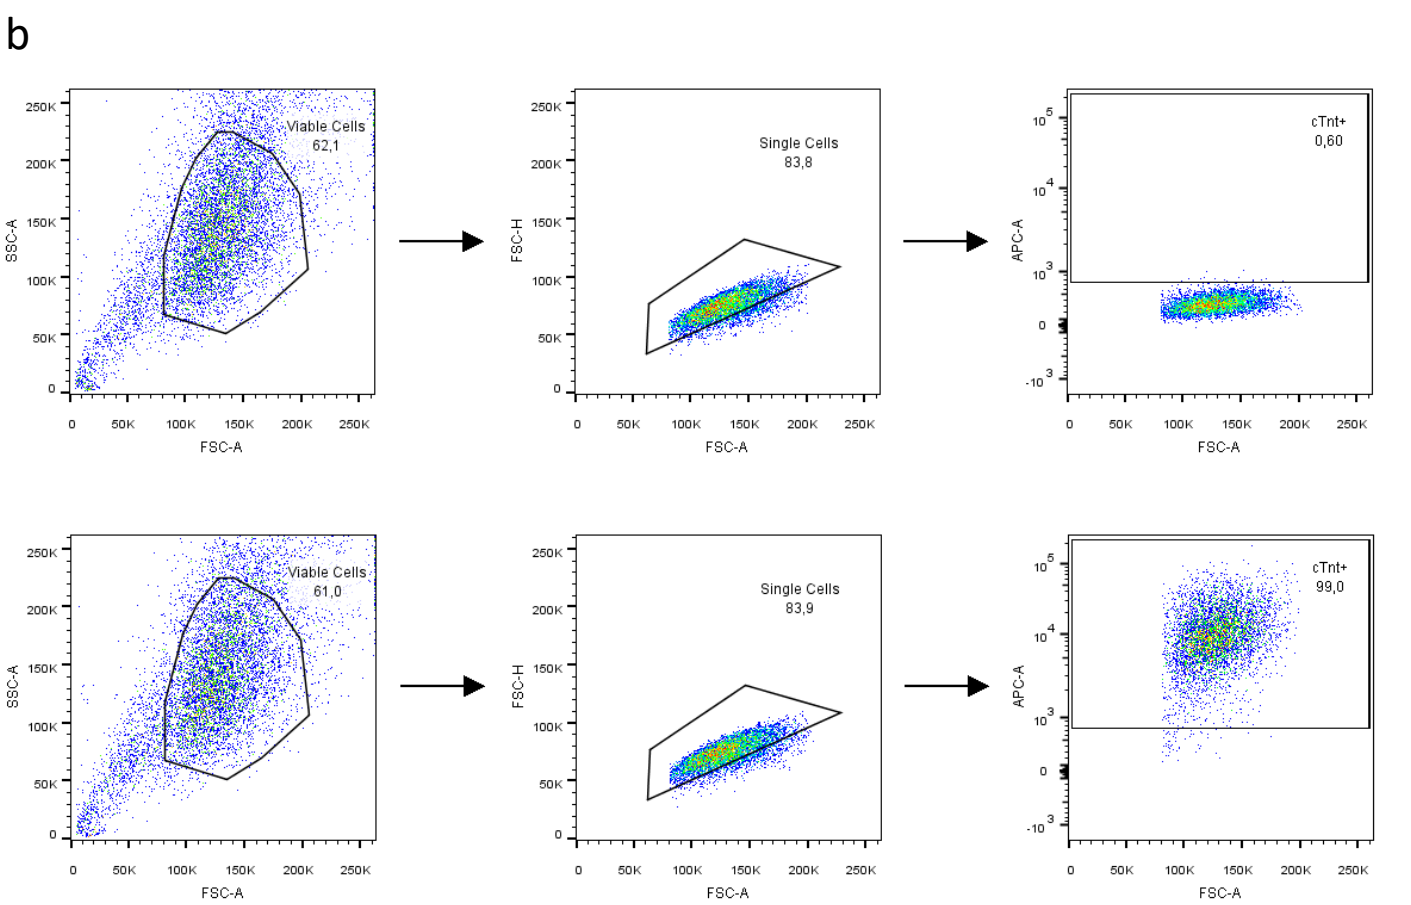 b
250K
200K
150K
100K
50K
0
SSC-A
Viable Cells
62,1
0 50K 100K 150K 200K 250K
FSC-A
250K
200K
150K
100K
50K
0
FSC-H
Single Cells
83,8
0 50K 100K 150K 200K 250K
FSC-A
10^5
10^4
10^3
0
-10^3
APC-A
cTnt+
0,60
0 50K 100K 150K 200K 250K
FSC-A
250K
200K
150K
100K
50K
0
SSC-A
Viable Cells
61,0
0 50K 100K 150K 200K 250K
FSC-A
250K
200K
150K
100K
50K
0
FSC-H
Single Cells
83,9
0 50K 100K 150K 200K 250K
FSC-A
10^5
10^4
10^3
0
-10^3
APC-A
cTnt+
99,0
0 50K 100K 150K 200K 250K
FSC-A